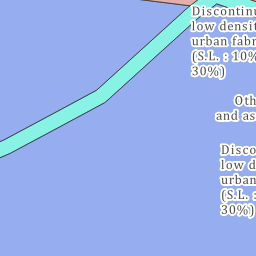 Discontinu
low densit
urban fabr
(S.L. : 10%
30%)
Oth
and as
Disco
low d
urban
(S.L. :
30%)